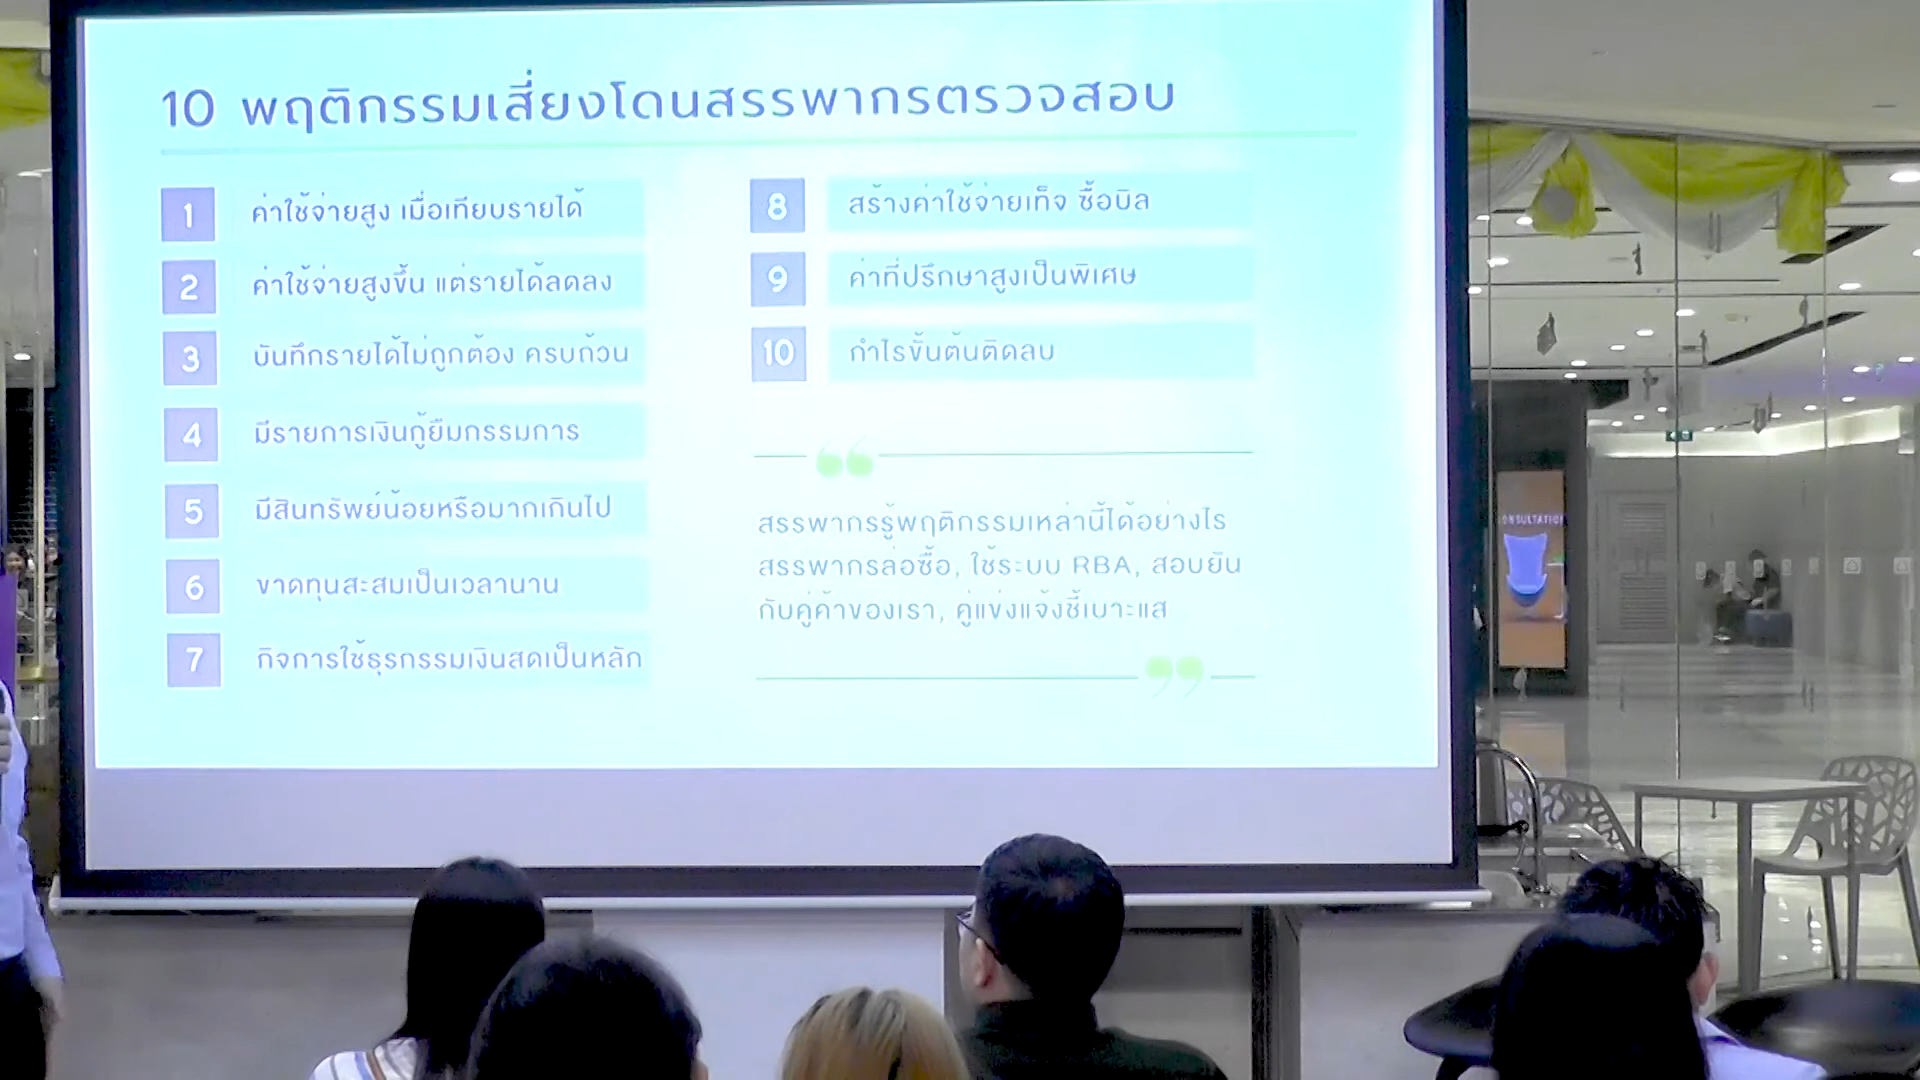 10 พฤติกรรมเสี่ยงโดนสรรพากรตรวจสอบ
1 ค่าใช้จ่ายสูง เมื่อเทียบรายได้
2 ค่าใช้จ่ายสูงขึ้น แต่รายได้ลดลง
3 บันทึกรายได้ไม่ถูกต้อง ครบถ้วน
4 มีรายการเงินกู้ยืมกรรมการ
5 มีสินทรัพย์น้อยหรือมากเกินไป
6 ขาดทุนสะสมเป็นเวลานาน
7 กิจการใช้ธุรกรรมเงินสดเป็นหลัก
8 สร้างค่าใช้จ่ายเท็จ ซื้อบิล
9 ค่าที่ปรึกษาสูงเป็นพิเศษ
10 กำไรขั้นต้นติดลบ
“
สรรพากรรู้พฤติกรรมเหล่านี้ได้อย่างไร
สรรพากรล่อซื้อ, ใช้ระบบ RBA, สอบยัน
กับคู่ค้าของเรา, คู่แข่งแจ้งชี้เบาะแส
”
ONSULTATION